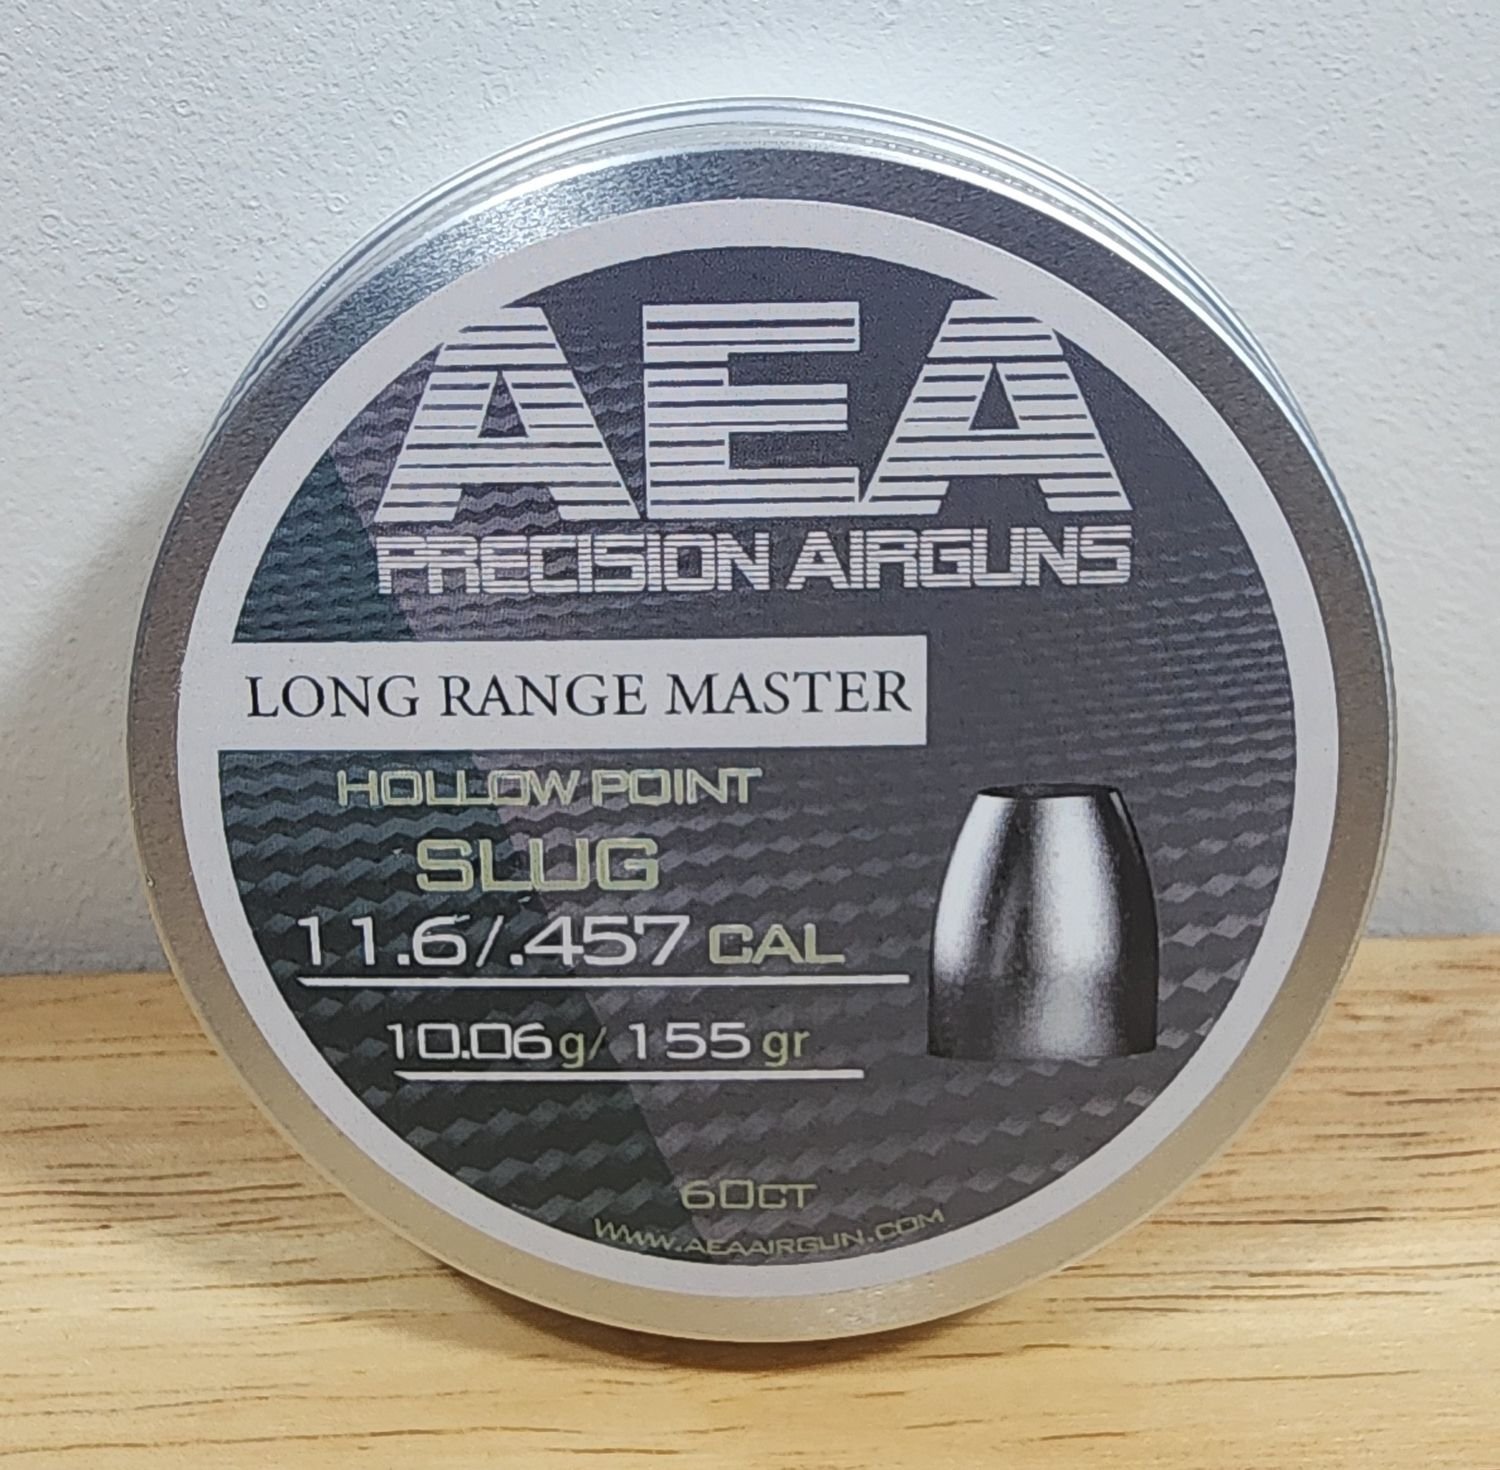 AEA
PRECISION AIRGUNS
LONG RANGE MASTER
HOLLOW POINT
SLUG
11.6/.457 CAL
10.06g/ 155 gr
60CT
WWW.AEAAIRGUN.COM